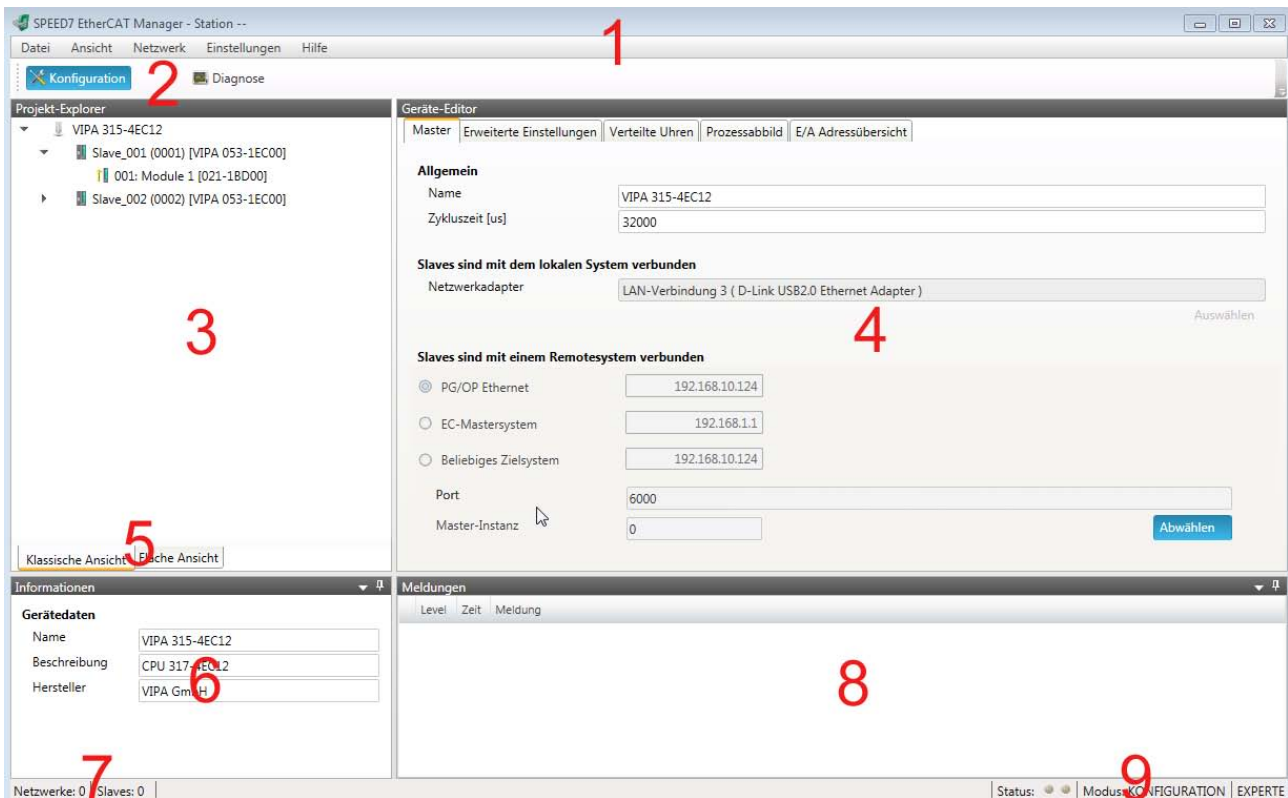 SPEED7 EtherCAT Manager - Station --
1
Datei Ansicht Netzwerk Einstellungen Hilfe
Konfiguration 2 Diagnose
Projekt-Explorer
VIPA 315-4EC12
Slave_001 (0001) [VIPA 053-1EC00]
001: Module 1 [021-1BD00]
Slave_002 (0002) [VIPA 053-1EC00]
3
5
Klassische Ansicht Flache Ansicht
Geräte-Editor
Master Erweiterte Einstellungen Verteilte Uhren Prozessabbild E/A Adressübersicht
Allgemein
Name VIPA 315-4EC12
Zykluszeit [us] 32000
Slaves sind mit dem lokalen System verbunden
Netzwerkadapter LAN-Verbindung 3 ( D-Link USB2.0 Ethernet Adapter )
Auswählen
4
Slaves sind mit einem Remotesystem verbunden
PG/OP Ethernet 192.168.10.124
EC-Mastersystem 192.168.1.1
Beliebiges Zielsystem 192.168.10.124
Port 6000
Master-Instanz 0 Abwählen
Informationen
Gerätedaten
Name VIPA 315-4EC12
Beschreibung CPU 317-4EC12
Hersteller VIPA GmbH
6
Meldungen
Level Zeit Meldung
8
7
9
Netzwerke: 0 Slaves: 0 Status: Modus: KONFIGURATION EXPERTE